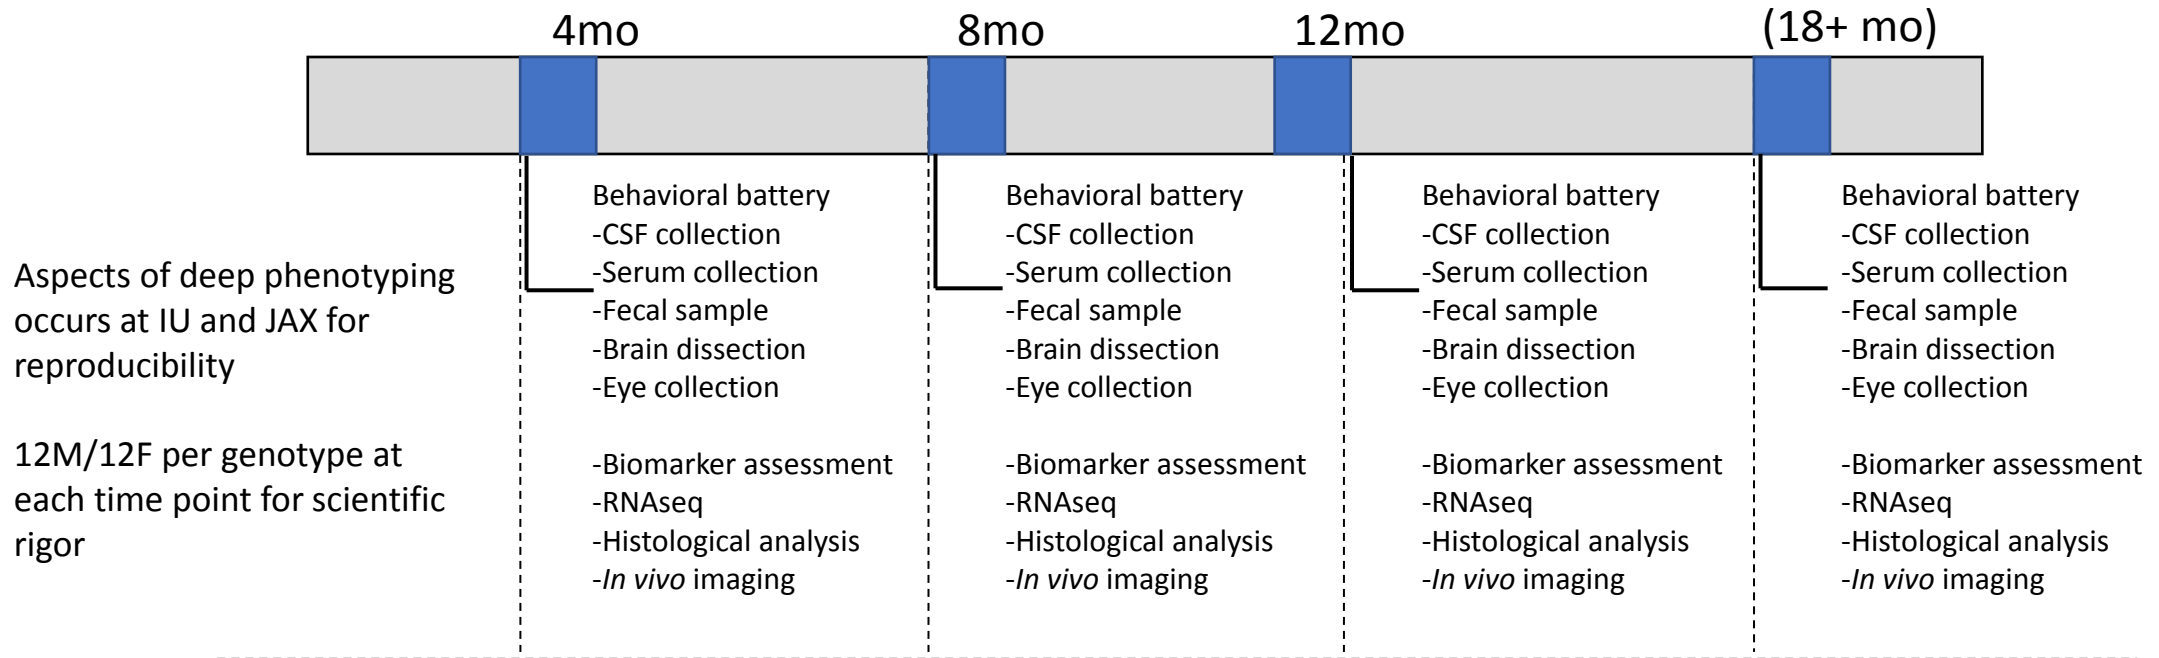 4mo
8mo
12mo
(18+ mo)
Aspects of deep phenotyping
occurs at IU and JAX for
reproducibility
12M/12F per genotype at
each time point for scientific
rigor
Behavioral battery
-CSF collection
-Serum collection
-Fecal sample
-Brain dissection
-Eye collection
-Biomarker assessment
-RNAseq
-Histological analysis
-In vivo imaging
Behavioral battery
-CSF collection
-Serum collection
-Fecal sample
-Brain dissection
-Eye collection
-Biomarker assessment
-RNAseq
-Histological analysis
-In vivo imaging
Behavioral battery
-CSF collection
-Serum collection
-Fecal sample
-Brain dissection
-Eye collection
-Biomarker assessment
-RNAseq
-Histological analysis
-In vivo imaging
Behavioral battery
-CSF collection
-Serum collection
-Fecal sample
-Brain dissection
-Eye collection
-Biomarker assessment
-RNAseq
-Histological analysis
-In vivo imaging